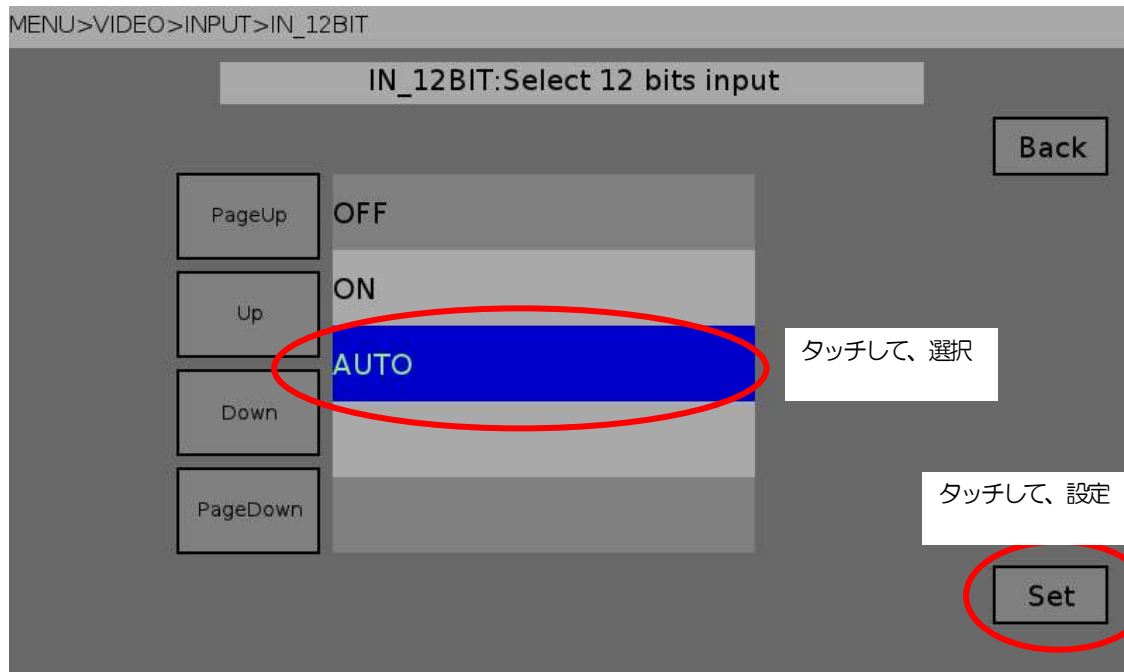 MENU>VIDEO>INPUT>IN_12BIT
IN_12BIT:Select 12 bits input
Back
PageUp
OFF
Up
ON
AUTO
タッチして、選択
Down
タッチして、設定
PageDown
Set